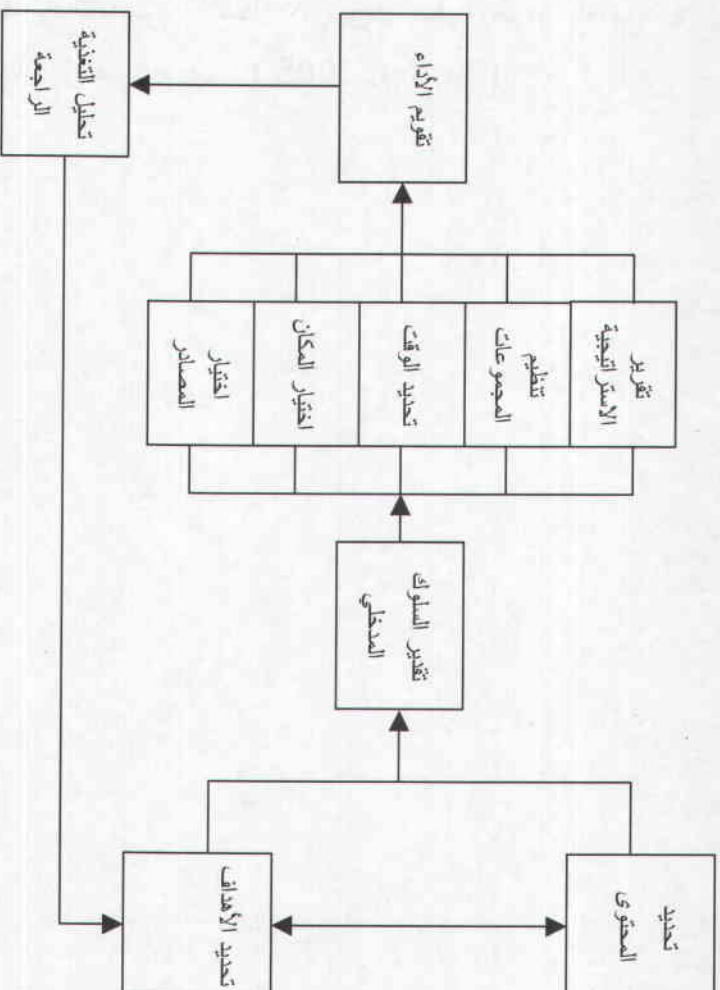 تحديد
المحتوى
تحديد الأهداف
تقدير السلوك
المدخلي
تقرير
الاستراتيجية
تنظيم
المجموعات
تحديد الوقت
اختيار المكان
اختيار
المصادر
تقويم الأداء
تحليل التغذية
الراجعة